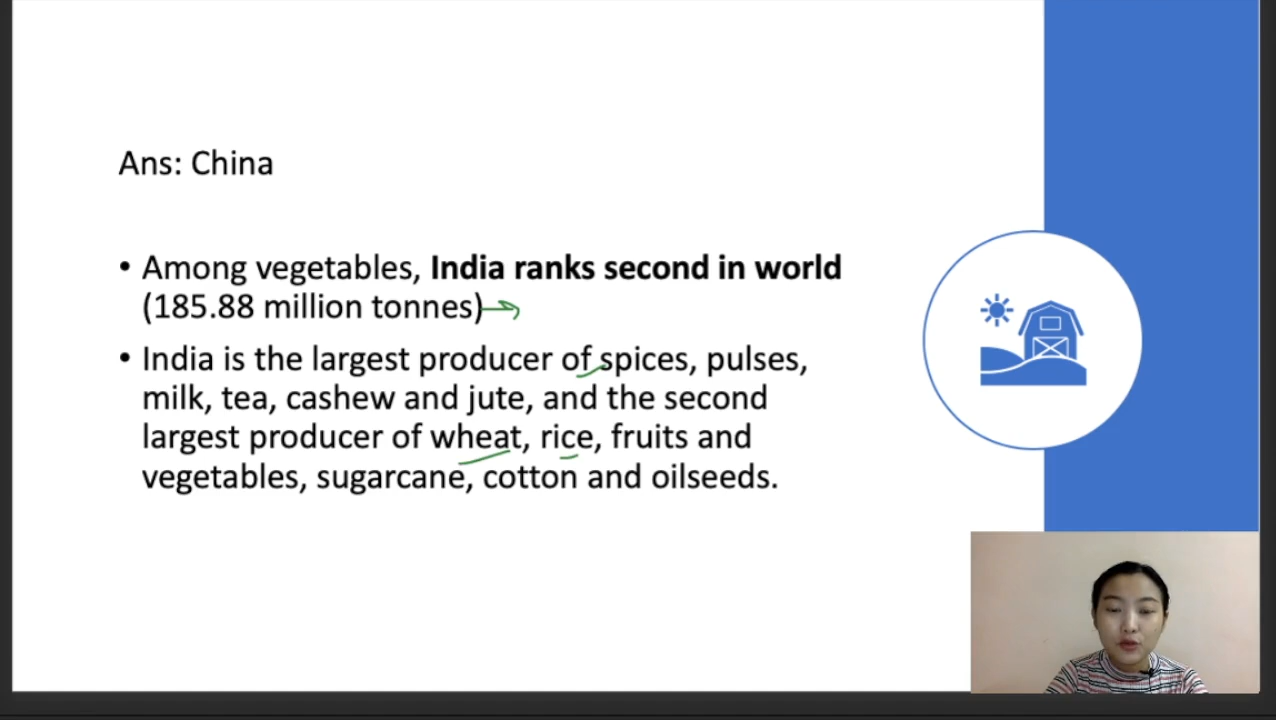 Ans: China
• Among vegetables, India ranks second in world
(185.88 million tonnes)
• India is the largest producer of spices, pulses,
milk, tea, cashew and jute, and the second
largest producer of wheat, rice, fruits and
vegetables, sugarcane, cotton and oilseeds.